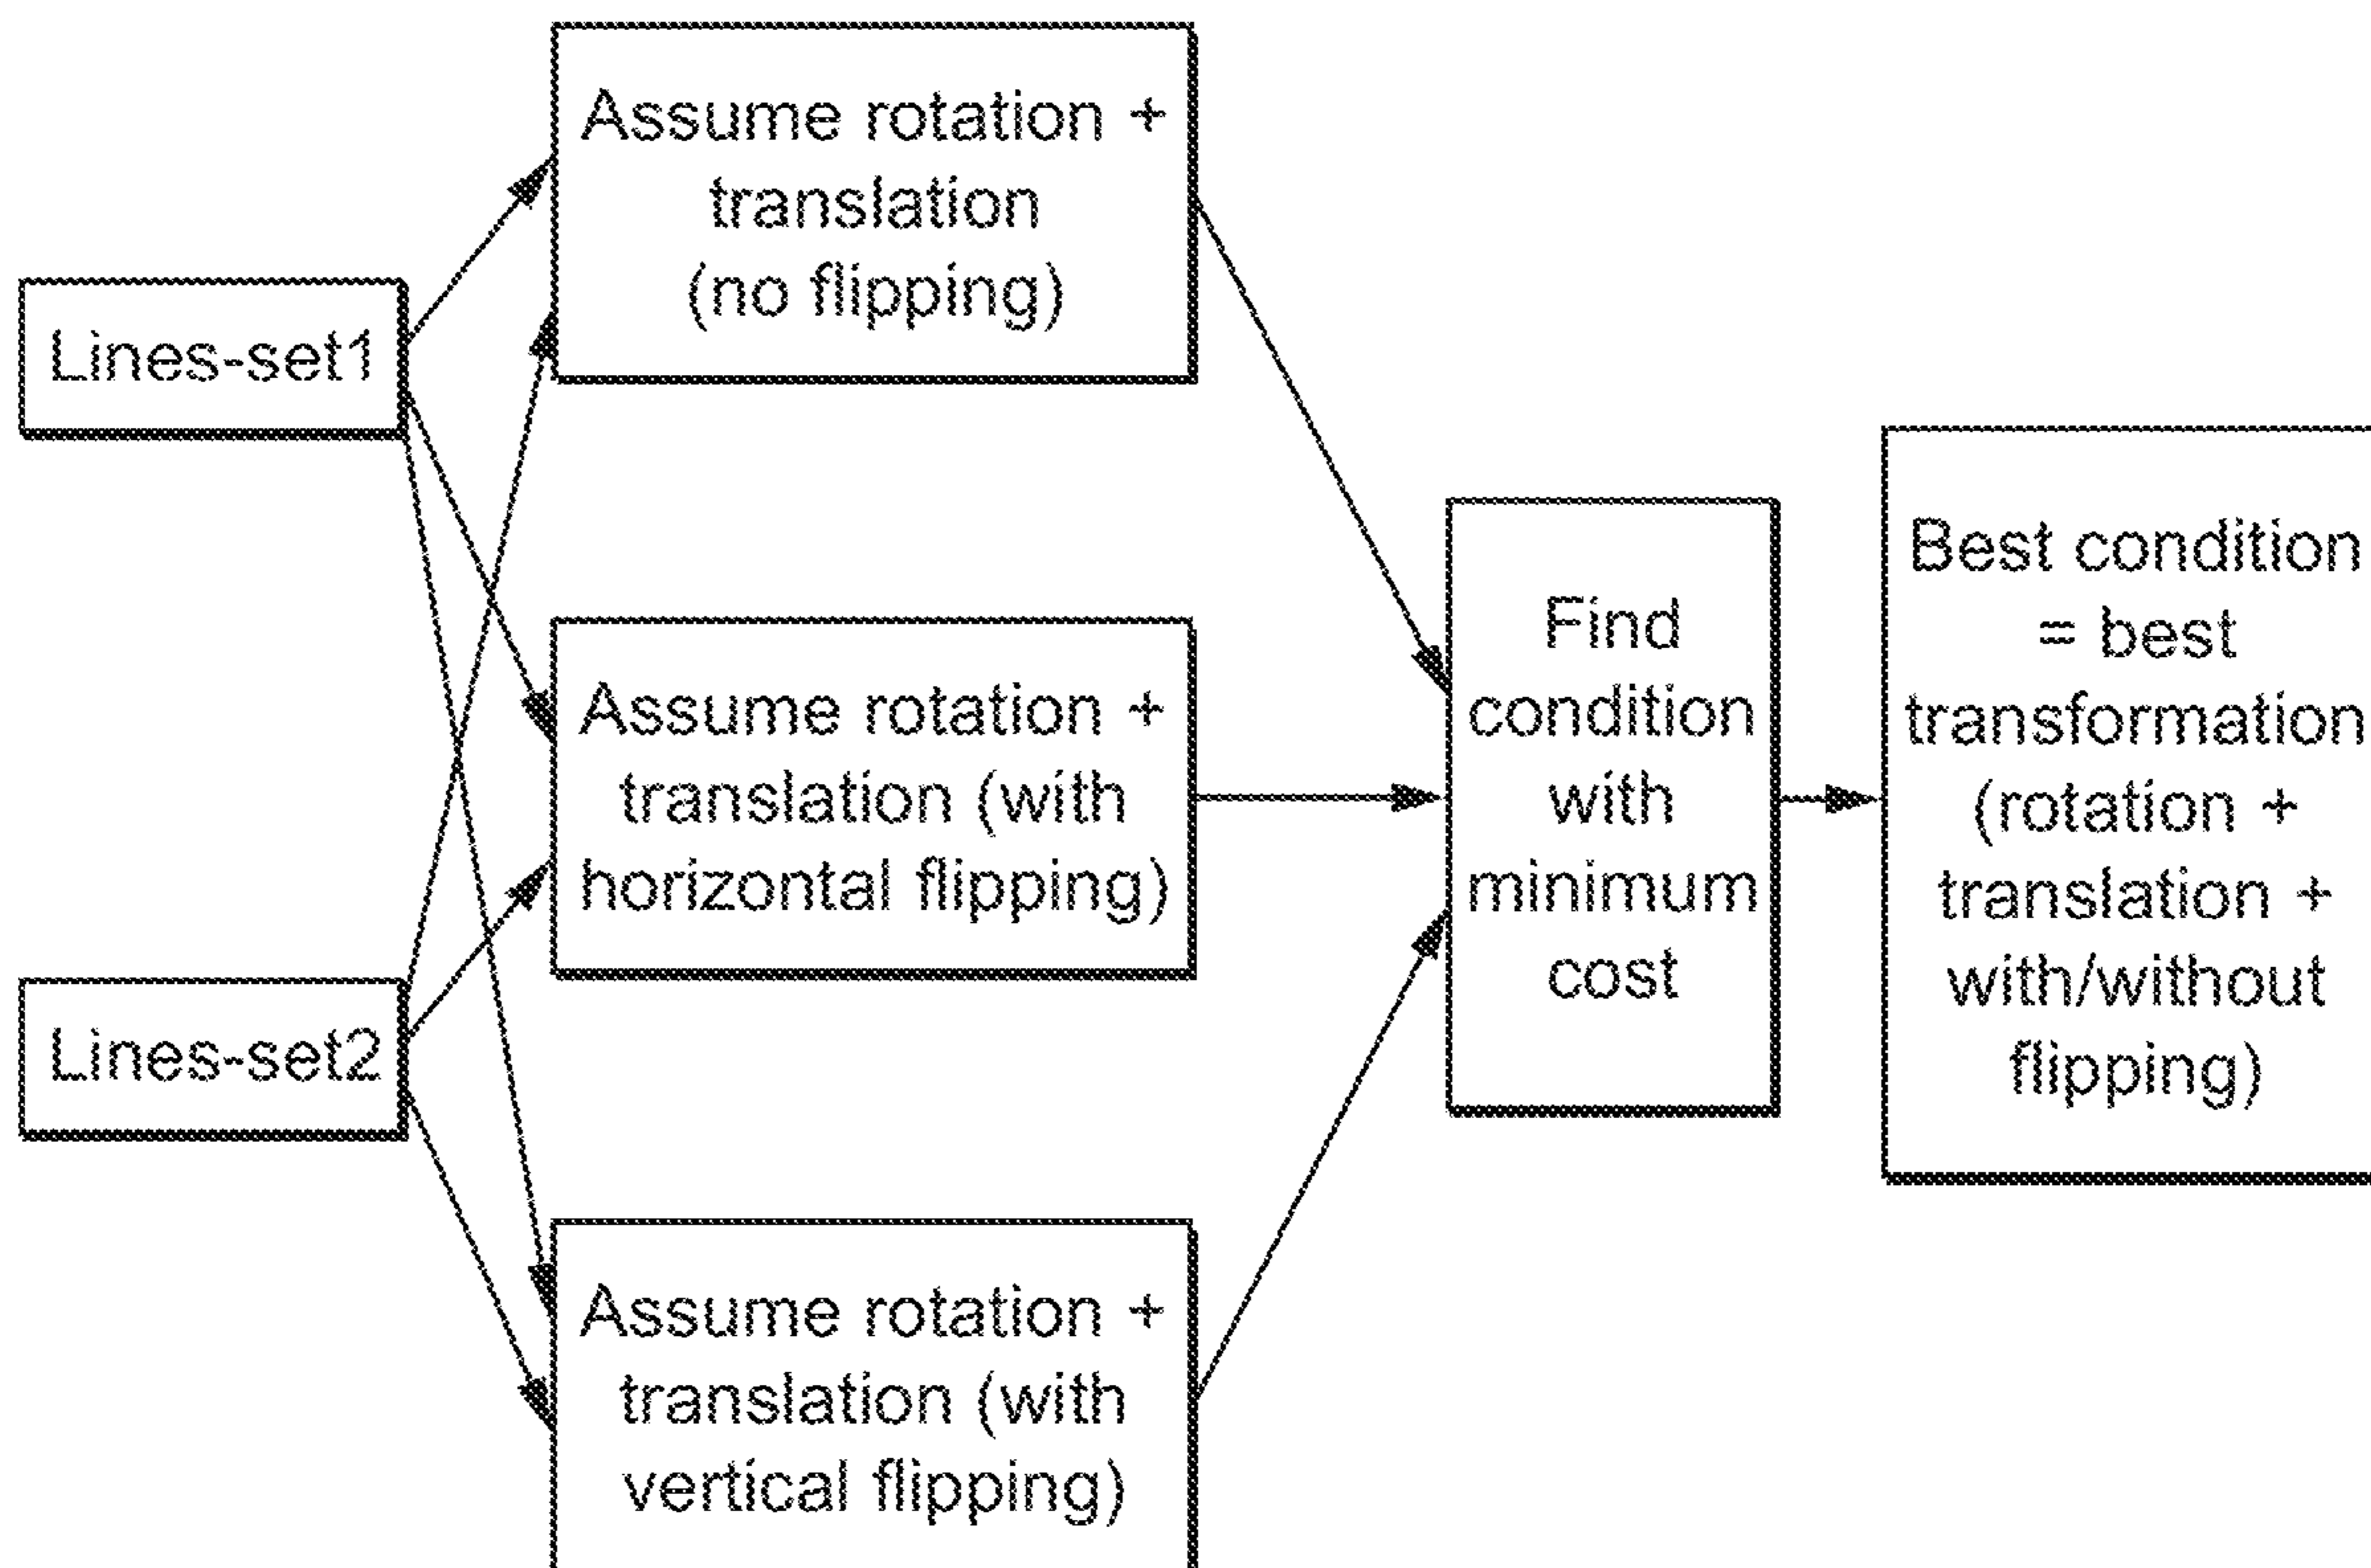 Lines-set1
Lines-set2
Assume rotation +
translation
(no flipping)
Assume rotation +
translation (with
horizontal flipping)
Assume rotation +
translation (with
vertical flipping)
Find
condition
with
minimum
cost
Best condition
= best
transformation
(rotation +
translation +
with/without
flipping)